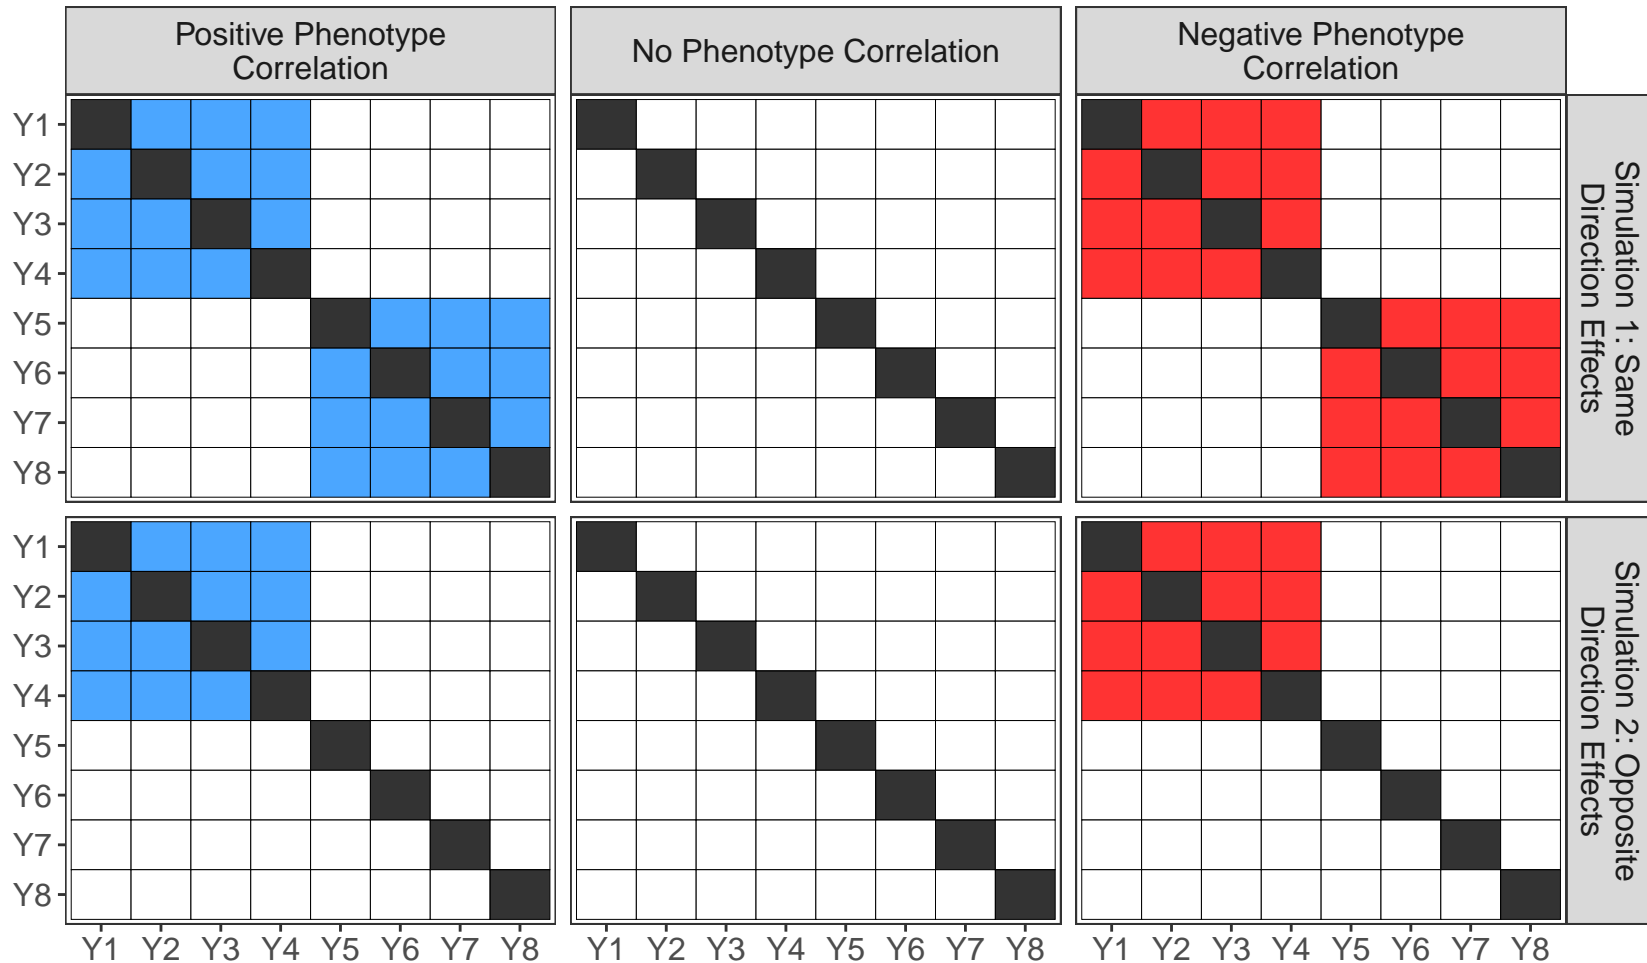 Positive Phenotype
Correlation
No Phenotype Correlation
Negative Phenotype
Correlation
Y1
Y2
Y3
Y4
Y5
Y6
Y7
Y8
Simulation 1: Same
Direction Effects
Y1
Y2
Y3
Y4
Y5
Y6
Y7
Y8
Simulation 2: Opposite
Direction Effects
Y1 Y2 Y3 Y4 Y5 Y6 Y7 Y8
Y1 Y2 Y3 Y4 Y5 Y6 Y7 Y8
Y1 Y2 Y3 Y4 Y5 Y6 Y7 Y8